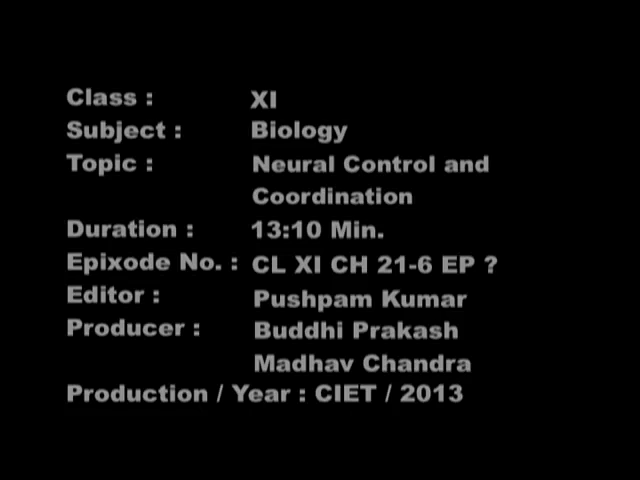 Class : XI
Subject : Biology
Topic : Neural Control and
Coordination
Duration : 13:10 Min.
Epixode No. : CL XI CH 21-6 EP ?
Editor : Pushpam Kumar
Producer : Buddhi Prakash
Madhav Chandra
Production / Year : CIET / 2013